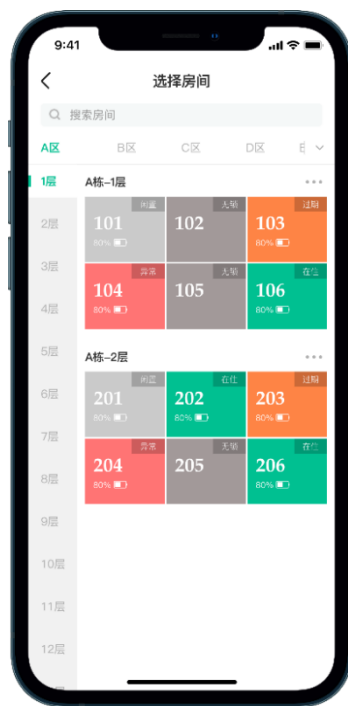 9:41
选择房间
搜索房间
A区 B区 C区 D区
1层
2层
3层
4层
5层
6层
7层
8层
9层
10层
11层
12层
A栋-1层
闲置 无锁 过期
101 102 103
80% 80%
异常 无锁 在住
104 105 106
80% 80%
A栋-2层
闲置 在住 过期
201 202 203
80% 80% 80%
异常 无锁 在住
204 205 206
80% 80%